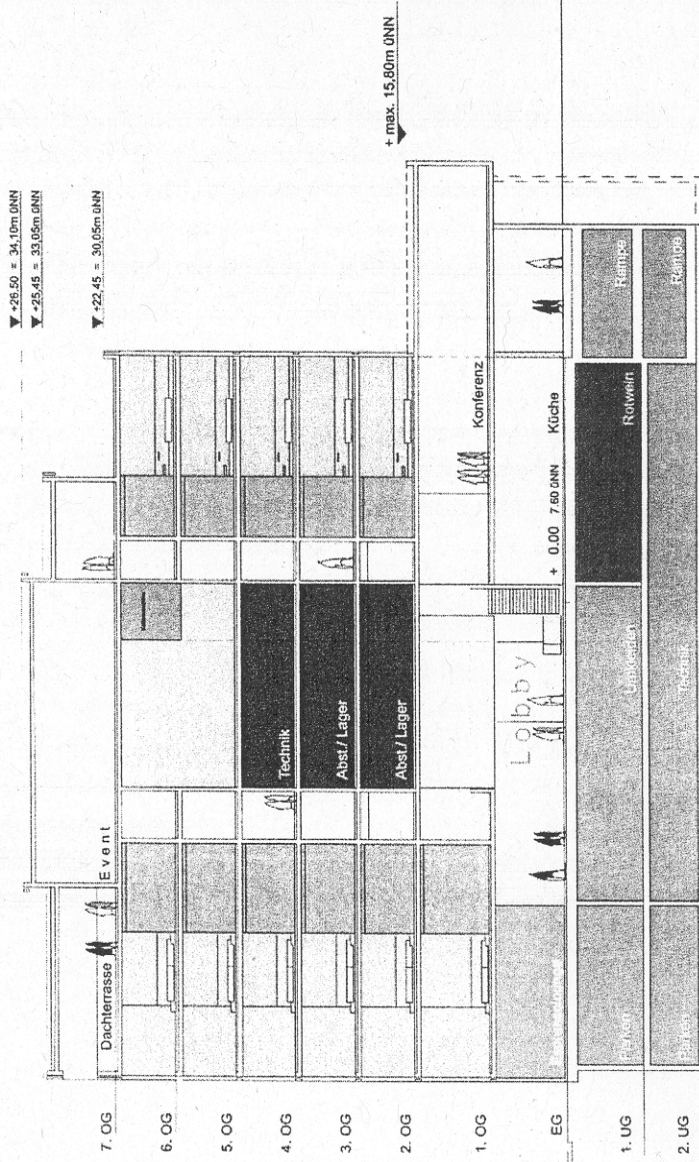 ▼ +26.50 = 34,10m üNN
▼ +25.45 = 33,05m üNN
▼ +22.45 = 30,05m üNN
+ max. 15,80m üNN
7. OG
Dachterrasse
Event
6. OG
5. OG
4. OG
Technik
3. OG
Abst./ Lager
2. OG
Abst./ Lager
1. OG
Konferenz
EG
Lobby
+ 0.00 7.60 üNN
Küche
1. UG
Parken
Umkleiden
Rotwein
Rampe
2. UG
Parken
Technik
Rampe